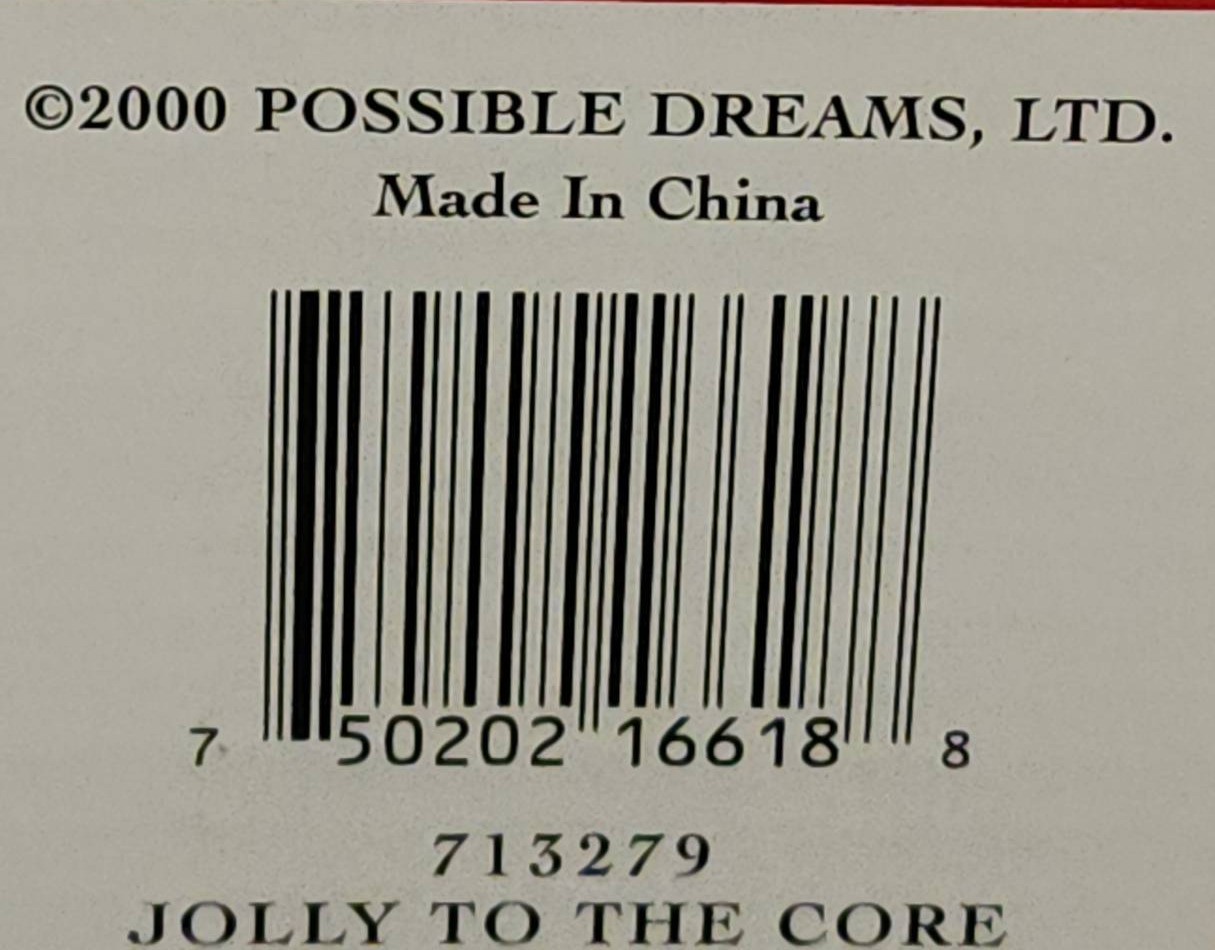 ©2000 POSSIBLE DREAMS, LTD.
Made In China
7 50202 16618 8
713279
JOLLY TO THE CORE